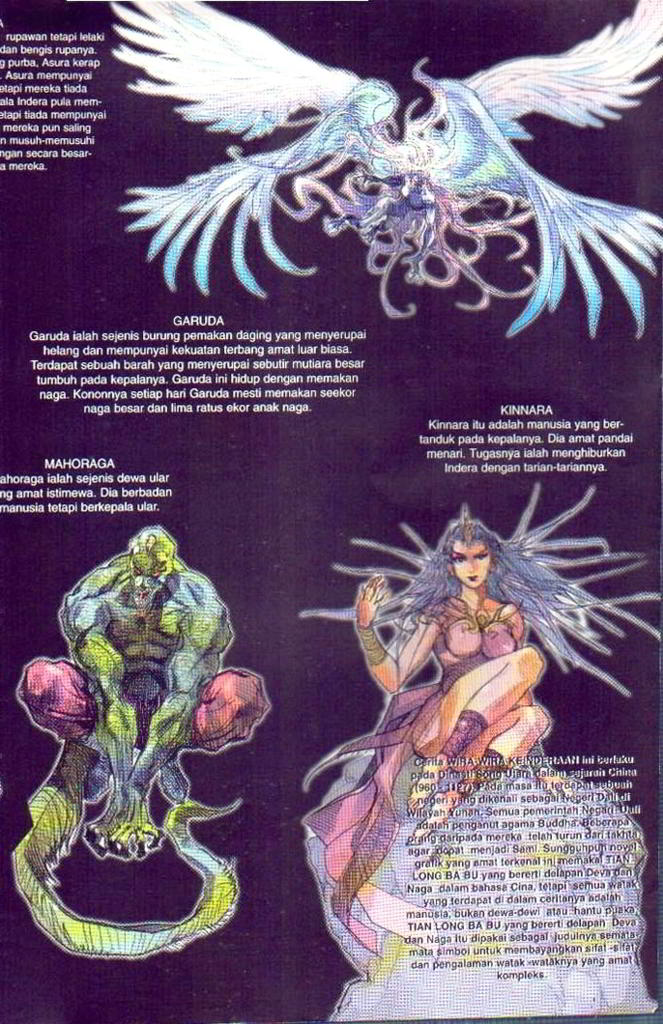 A
rupawan tetapi lelaki
dan bengis rupanya.
g purba, Asura kerap
. Asura mempunyai
etapi mereka tiada
ala Indera pula mem-
etapi tiada mempunyai
mereka pun saling
n musuh-memusuhi
ngan secara besar-
a mereka.
GARUDA
Garuda ialah sejenis burung pemakan daging yang menyerupai
helang dan mempunyai kekuatan terbang amat luar biasa.
Terdapat sebuah barah yang menyerupai sebutir mutiara besar
tumbuh pada kepalanya. Garuda ini hidup dengan memakan
naga. Kononnya setiap hari Garuda mesti memakan seekor
naga besar dan lima ratus ekor anak naga.
KINNARA
Kinnara itu adalah manusia yang ber-
tanduk pada kepalanya. Dia amat pandai
menari. Tugasnya ialah menghiburkan
Indera dengan tarian-tariannya.
MAHORAGA
ahoraga ialah sejenis dewa ular
ng amat istimewa. Dia berbadan
manusia tetapi berkepala ular.
Cerita WIRA-WIRA KEINDERAAN ini berlaku
pada Dinasti Song Utara dalam sejarah China
(960-1127). Pada masa itu terdapat sebuah
negeri yang dikenali sebagai Negeri Dali di
Wilayah Yunan. Semua pemerintah Negari Dali
adalah penganut agama Buddha. Beberapa
orang daripada mereka telah turun dari takhta
agar dapat menjadi Sami. Sungguhpun novel
grafik yang amat terkenal ini memakai TIAN
LONG BA BU yang bererti delapan Deva dan
Naga dalam bahasa Cina, tetapi semua watak
yang terdapat di dalam ceritanya adalah
manusia, bukan dewa-dewi atau hantu puaka,
TIAN LONG BA BU yang bererti delapan Deva
dan Naga itu dipakai sebagai judulnya semata
mata simbol untuk membayangkan sifat-sifat
dan pengalaman watak-wataknya yang amat
kompleks.